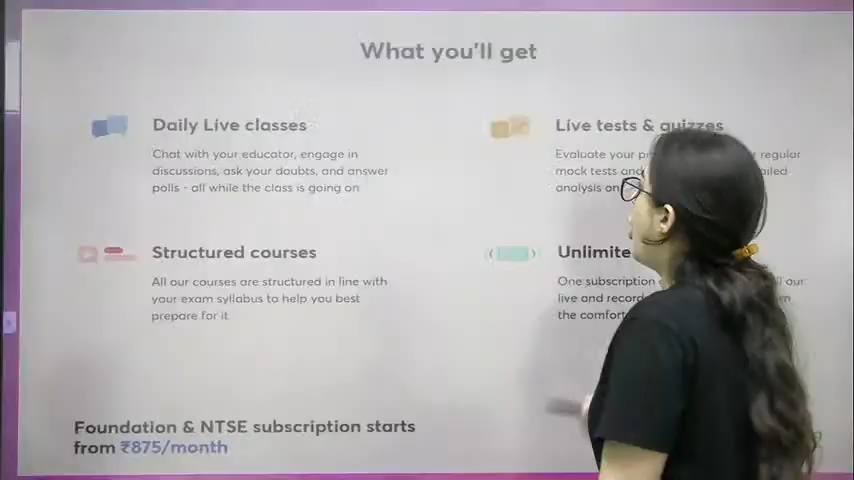 What you'll get
Daily Live classes
Chat with your educator, engage in
discussions, ask your doubts, and answer
polls - all while the class is going on
Live tests & quizzes
Evaluate your regular
mock tests and
analysis on
Structured courses
All our courses are structured in line with
your exam syllabus to help you best
prepare for it
One subscription our
live and
the comfort
Foundation & NTSE subscription starts
from ₹875/month